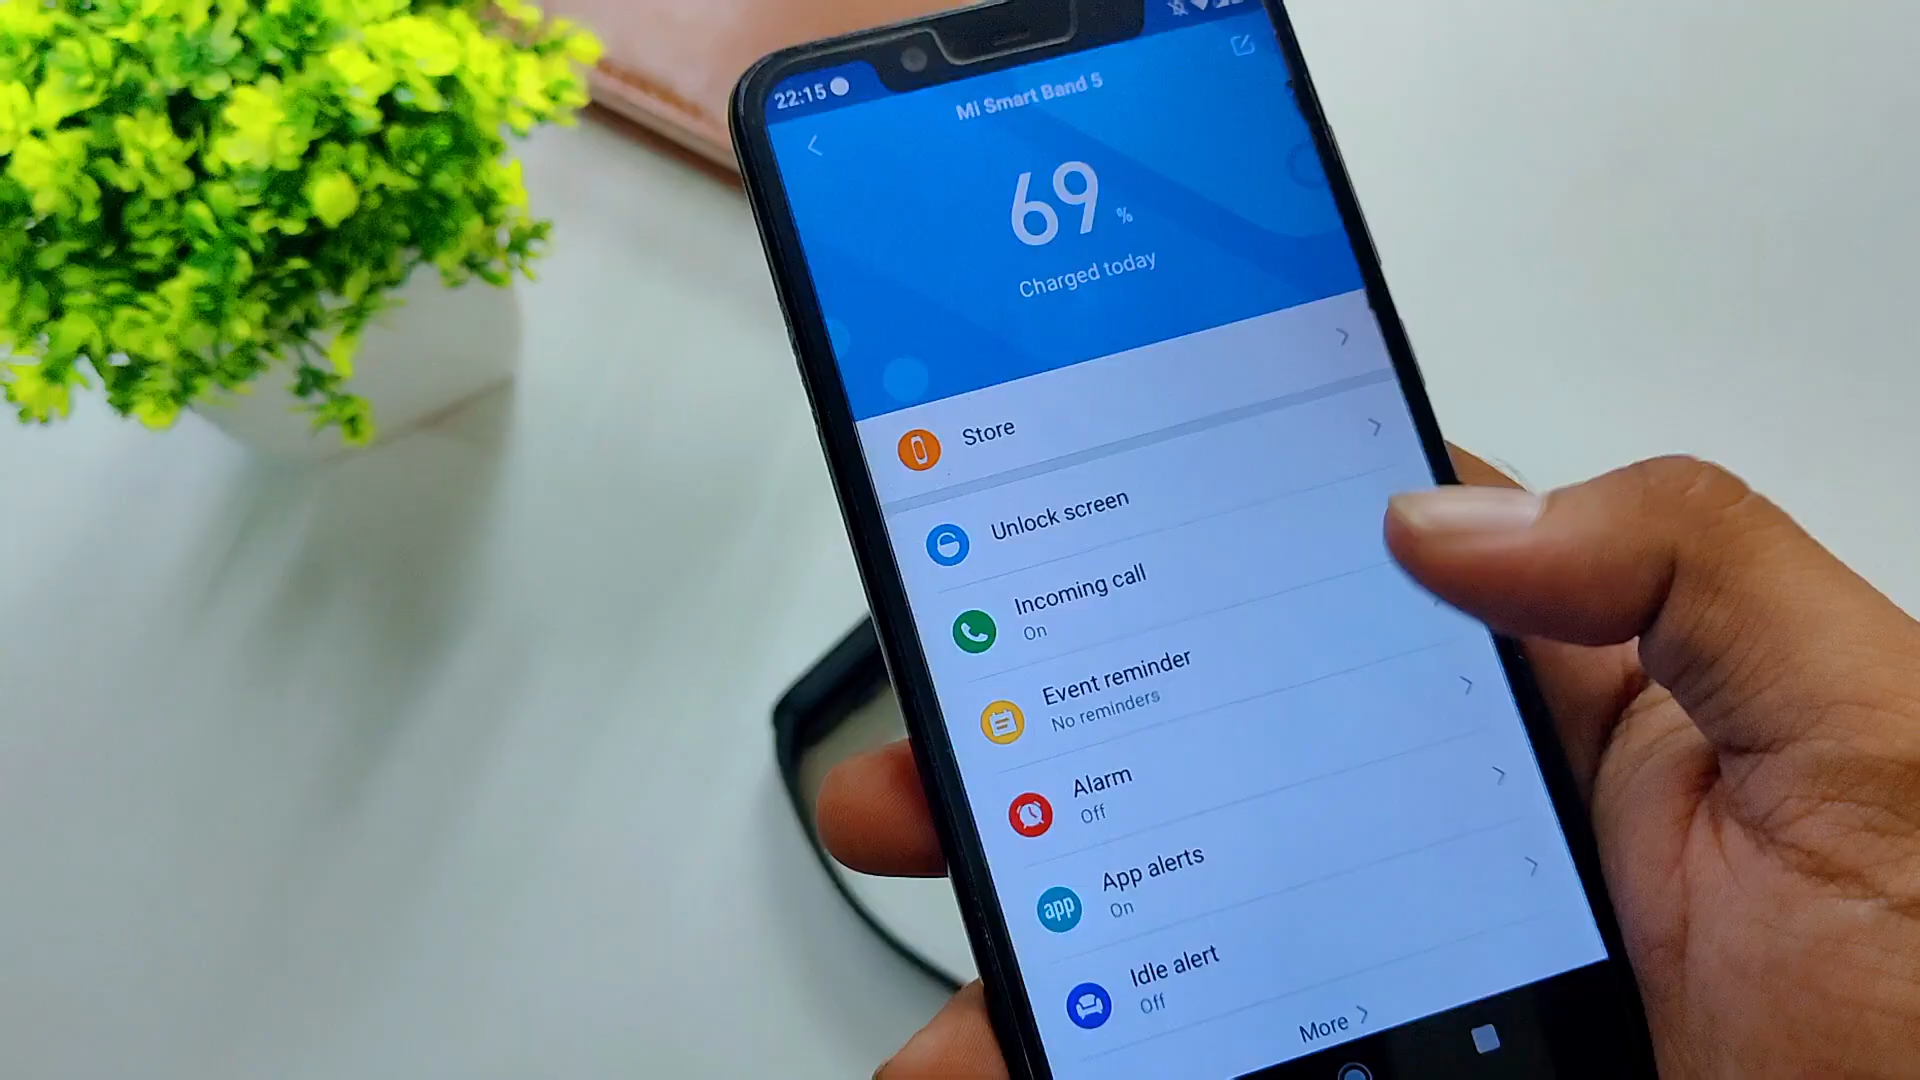 22:15
Mi Smart Band 5
69 %
Charged today
Store
Unlock screen
Incoming call
On
Event reminder
No reminders
Alarm
Off
app
App alerts
On
Idle alert
Off
More